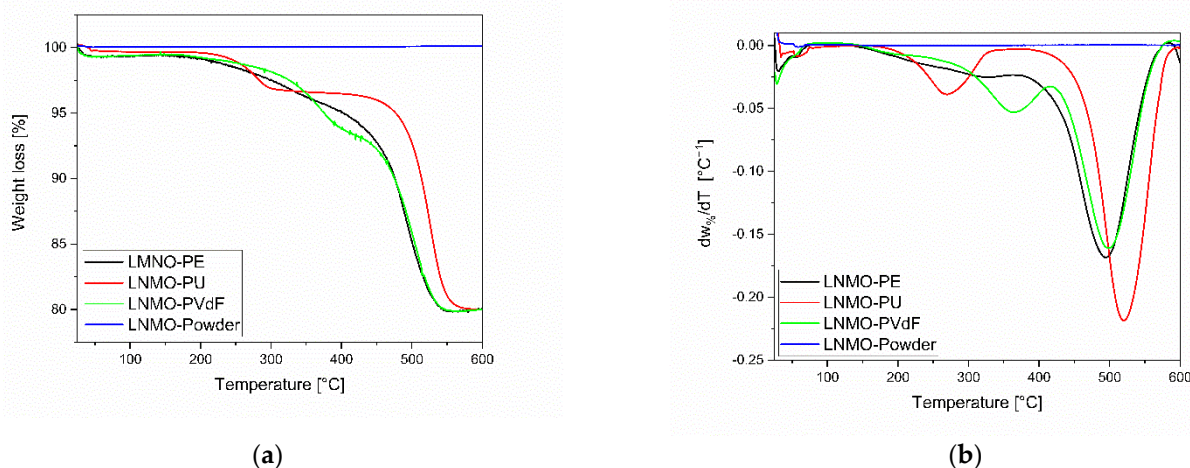 100
95
90
85
80
Weight loss [%]
LMNO-PE
LNMO-PU
LNMO-PVdF
LNMO-Powder
100 200 300 400 500 600
Temperature [°C]
(a)
0.00
-0.05
-0.10
-0.15
-0.20
-0.25
dw%/dT [°C⁻¹]
LNMO-PE
LNMO-PU
LNMO-PVdF
LNMO-Powder
100 200 300 400 500 600
Temperature [°C]
(b)